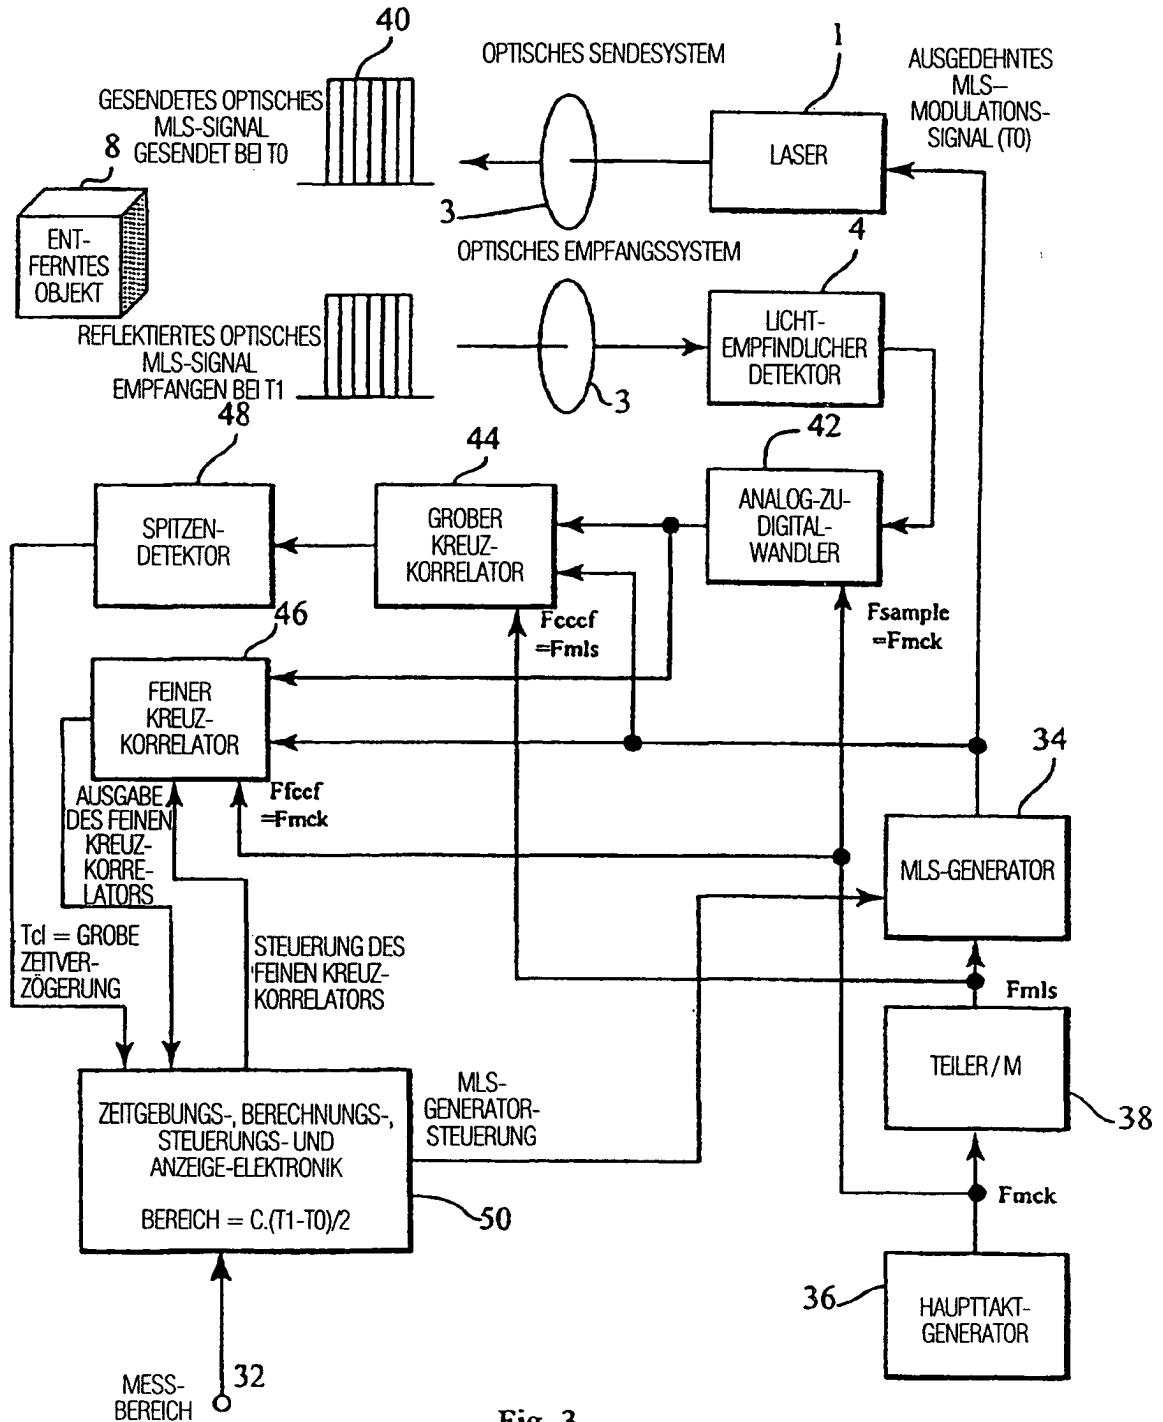 40
OPTISCHES SENDESYSTEM
1
AUSGEDEHNTES
MLS-
MODULATIONS-
SIGNAL (T0)
GESENDETES OPTISCHES
MLS-SIGNAL
GESENDET BEI T0
8
LASER
3
ENT-
FERNTES
OBJEKT
OPTISCHES EMPFANGSSYSTEM
4
REFLEKTIERTES OPTISCHES
MLS-SIGNAL
EMPFANGEN BEI T1
LICHT-
EMPFINDLICHER
DETEKTOR
3
48
44
42
SPITZEN-
DETEKTOR
GROBER
KREUZ-
KORRELATOR
ANALOG-ZU-
DIGITAL-
WANDLER
46
Fcccf
=Fmls
Fsample
=Fmck
FEINER
KREUZ-
KORRELATOR
34
AUSGABE
DES FEINEN
KREUZ-
KORRE-
LATORS
Ffccf
=Fmck
MLS-GENERATOR
Tcl = GROBE
ZEITVER-
ZÖGERUNG
STEUERUNG DES
FEINEN KREUZ-
KORRELATORS
Fmls
TEILER / M
38
MLS-
GENERATOR-
STEUERUNG
ZEITGEBUNGS-, BERECHNUNGS-,
STEUERUNGS- UND
ANZEIGE-ELEKTRONIK
BEREICH = C.(T1-T0)/2
50
Fmck
36
HAUPTTAKT-
GENERATOR
32
MESS-
BEREICH
Fig. 3